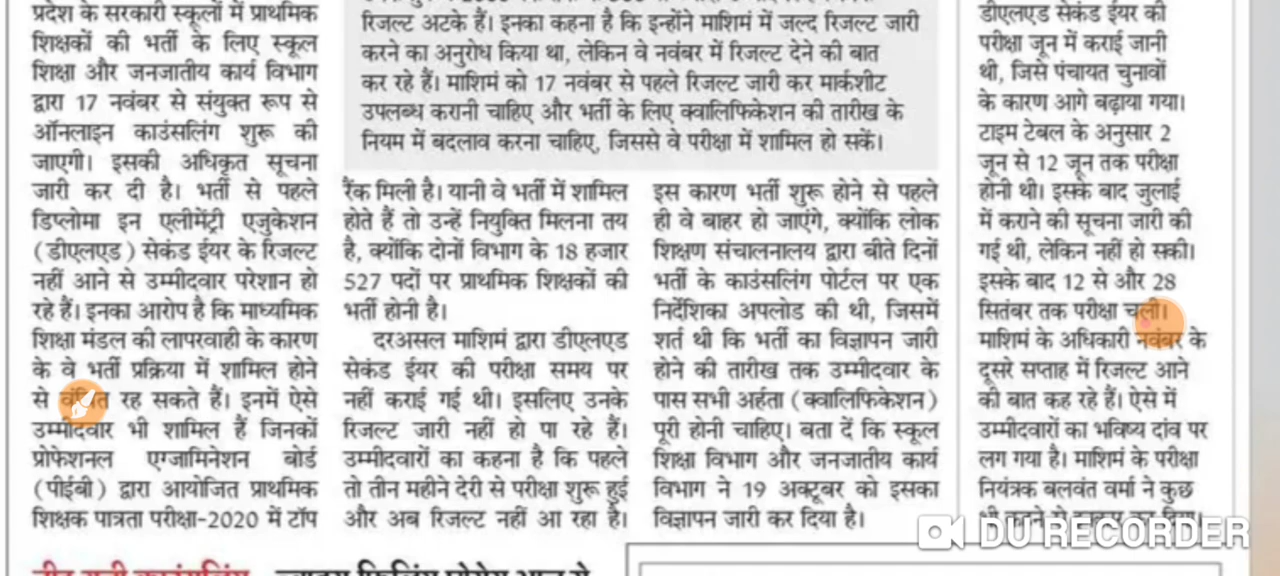 प्रदेश के सरकारी स्कूलों में प्राथमिक
शिक्षकों की भर्ती के लिए स्कूल
शिक्षा और जनजातीय कार्य विभाग
द्वारा 17 नवंबर से संयुक्त रूप से
ऑनलाइन काउंसलिंग शुरू की
जाएगी। इसकी अधिकृत सूचना
जारी कर दी है। भर्ती से पहले
डिप्लोमा इन एलीमेंट्री एजुकेशन
(डीएलएड) सेकंड ईयर के रिजल्ट
नहीं आने से उम्मीदवार परेशान हो
रहे हैं। इनका आरोप है कि माध्यमिक
शिक्षा मंडल की लापरवाही के कारण
के वे भर्ती प्रक्रिया में शामिल होने
से वंचित रह सकते हैं। इनमें ऐसे
उम्मीदवार भी शामिल हैं जिनकों
प्रोफेशनल एग्जामिनेशन बोर्ड
(पीईबी) द्वारा आयोजित प्राथमिक
शिक्षक पात्रता परीक्षा-2020 में टॉप
रिजल्ट अटके हैं। इनका कहना है कि इन्होंने माशिमं में जल्द रिजल्ट जारी
करने का अनुरोध किया था, लेकिन वे नवंबर में रिजल्ट देने की बात
कर रहे हैं। माशिमं को 17 नवंबर से पहले रिजल्ट जारी कर मार्कशीट
उपलब्ध करानी चाहिए और भर्ती के लिए क्वालिफिकेशन की तारीख के
नियम में बदलाव करना चाहिए, जिससे वे परीक्षा में शामिल हो सकें।
रैंक मिली है। यानी वे भर्ती में शामिल
होते हैं तो उन्हें नियुक्ति मिलना तय
है, क्योंकि दोनों विभाग के 18 हजार
527 पदों पर प्राथमिक शिक्षकों की
भर्ती होनी है।
दरअसल माशिमं द्वारा डीएलएड
सेकंड ईयर की परीक्षा समय पर
नहीं कराई गई थी। इसलिए उनके
रिजल्ट जारी नहीं हो पा रहे हैं।
उम्मीदवारों का कहना है कि पहले
तो तीन महीने देरी से परीक्षा शुरू हुई
और अब रिजल्ट नहीं आ रहा है।
इस कारण भर्ती शुरू होने से पहले
ही वे बाहर हो जाएंगे, क्योंकि लोक
शिक्षण संचालनालय द्वारा बीते दिनों
भर्ती के काउंसलिंग पोर्टल पर एक
निर्देशिका अपलोड की थी, जिसमें
शर्त थी कि भर्ती का विज्ञापन जारी
होने की तारीख तक उम्मीदवार के
पास सभी अर्हता (क्वालिफिकेशन)
पूरी होनी चाहिए। बता दें कि स्कूल
शिक्षा विभाग और जनजातीय कार्य
विभाग ने 19 अक्टूबर को इसका
विज्ञापन जारी कर दिया है।
डीएलएड सेकंड ईयर की
परीक्षा जून में कराई जानी
थी, जिसे पंचायत चुनावों
के कारण आगे बढ़ाया गया।
टाइम टेबल के अनुसार 2
जून से 12 जून तक परीक्षा
होनी थी। इसके बाद जुलाई
में कराने की सूचना जारी की
गई थी, लेकिन नहीं हो सकी।
इसके बाद 12 से और 28
सितंबर तक परीक्षा चली।
माशिमं के अधिकारी नवंबर के
दूसरे सप्ताह में रिजल्ट आने
की बात कह रहे हैं। ऐसे में
उम्मीदवारों का भविष्य दांव पर
लग गया है। माशिमं के परीक्षा
नियंत्रक बलवंत वर्मा ने कुछ
DU RECORDER